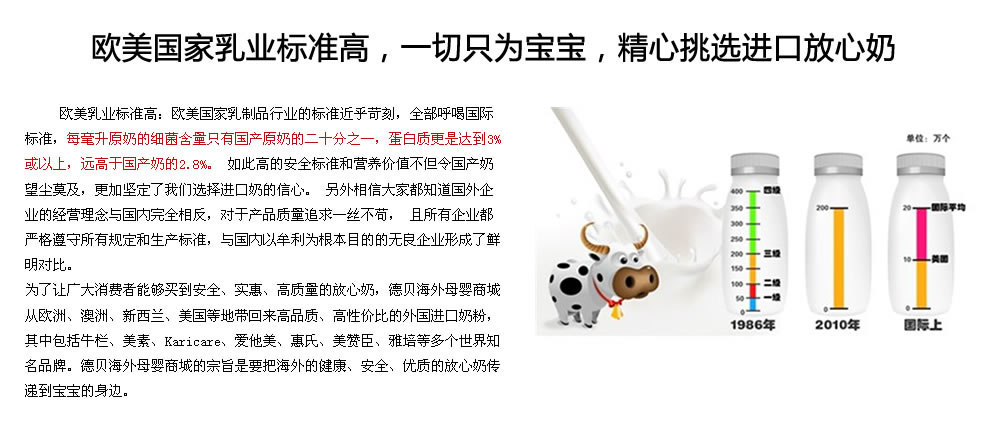 欧美国家乳业标准高，一切只为宝宝，精心挑选进口放心奶
欧美乳业标准高：欧美国家乳制品行业的标准近乎苛刻，全部呼喝国际
标准，每毫升原奶的细菌含量只有国产原奶的二十分之一，蛋白质更是达到3%
或以上，远高于国产奶的2.8%。 如此高的安全标准和营养价值不但令国产奶
望尘莫及，更加坚定了我们选择进口奶的信心。 另外相信大家都知道国外企
业的经营理念与国内完全相反，对于产品质量追求一丝不苟， 且所有企业都
严格遵守所有规定和生产标准，与国内以牟利为根本目的的无良企业形成了鲜
明对比。
为了让广大消费者能够买到安全、实惠、高质量的放心奶，德贝海外母婴商城
从欧洲、澳洲、新西兰、美国等地带回来高品质、高性价比的外国进口奶粉，
其中包括牛栏、美素、Karicare、爱他美、惠氏、美赞臣、雅培等多个世界知
名品牌。德贝海外母婴商城的宗旨是要把海外的健康、安全、优质的放心奶传
递到宝宝的身边。
单位：万个
400 四级
350
300
250
200 三级
150
100 二级
50 一级
0
1986年
200
0
2010年
20 国际平均
10 美国
0
国际上